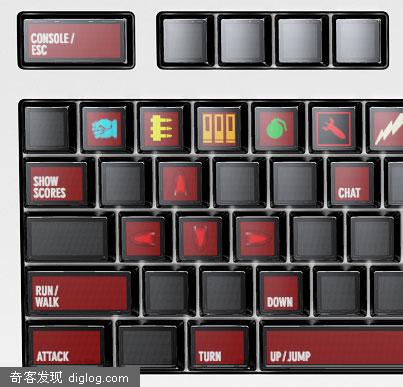 CONSOLE /
ESC
SHOW
SCORES
CHAT
RUN /
WALK
DOWN
ATTACK
TURN
UP / JUMP
奇客发现 diglog.com